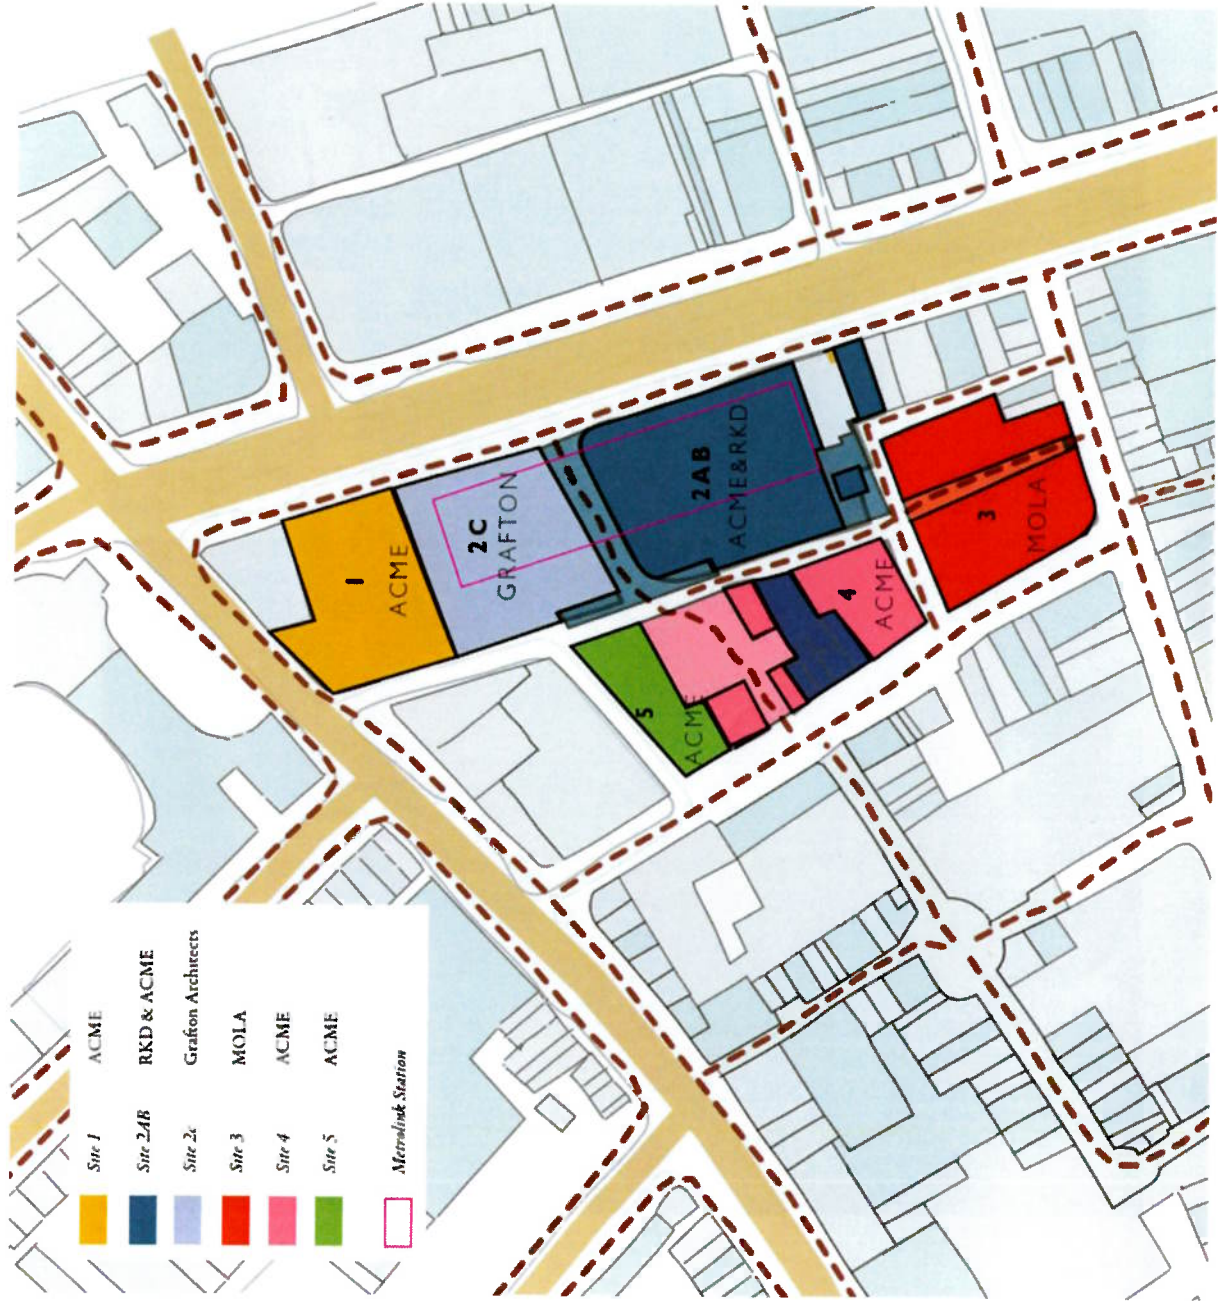 Site 1 ACME
Site 2AB RKD & ACME
Site 2c Grafton Architects
Site 3 MOLA
Site 4 ACME
Site 5 ACME
Metrolink Station
1
ACME
2C
GRAFTON
2AB
ACME&RKD
3
MOLA
4
ACME
5
ACME